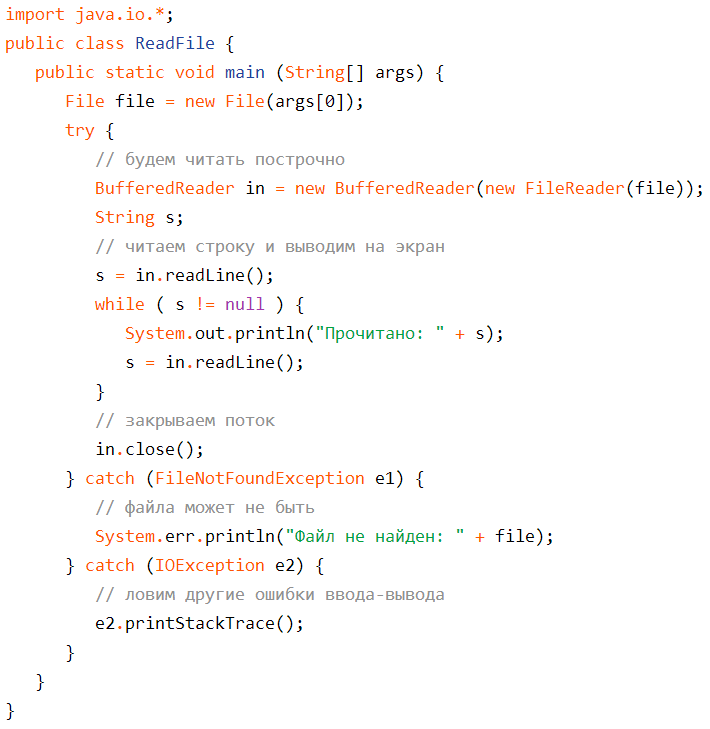 import java.io.*;
public class ReadFile {
   public static void main (String[] args) {
      File file = new File(args[0]);
      try {
         // будем читать построчно
         BufferedReader in = new BufferedReader(new FileReader(file));
         String s;
         // читаем строку и выводим на экран
         s = in.readLine();
         while ( s != null ) {
            System.out.println("Прочитано: " + s);
            s = in.readLine();
         }
         // закрываем поток
         in.close();
      } catch (FileNotFoundException e1) {
         // файла может не быть
         System.err.println("Файл не найден: " + file);
      } catch (IOException e2) {
         // ловим другие ошибки ввода-вывода
         e2.printStackTrace();
      }
   }
}